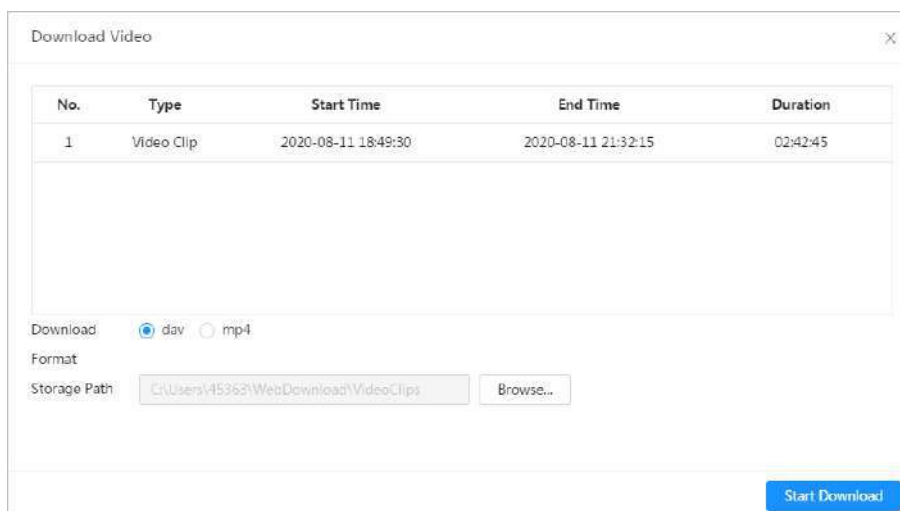 Download Video
No. Type Start Time End Time Duration
1 Video Clip 2020-08-11 18:49:30 2020-08-11 21:32:15 02:42:45
Download dav mp4
Format
Storage Path C:\Users\45363\WebDownload\VideoClips Browse...
Start Download